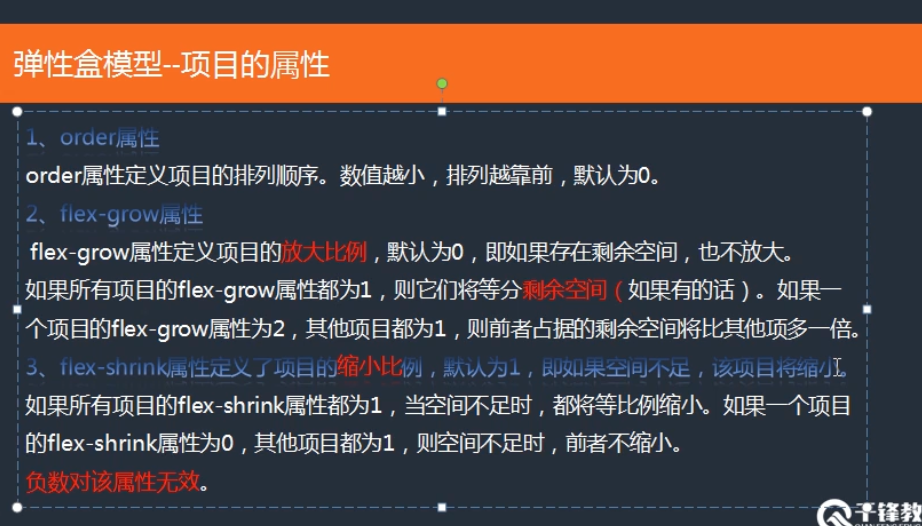 弹性盒模型--项目的属性
1、order属性
order属性定义项目的排列顺序。数值越小，排列越靠前，默认为0。
2、flex-grow属性
flex-grow属性定义项目的放大比例，默认为0，即如果存在剩余空间，也不放大。
如果所有项目的flex-grow属性都为1，则它们将等分剩余空间（如果有的话）。如果一
个项目的flex-grow属性为2，其他项目都为1，则前者占据的剩余空间将比其他项多一倍。
3、flex-shrink属性定义了项目的缩小比例，默认为1，即如果空间不足，该项目将缩小。
如果所有项目的flex-shrink属性都为1，当空间不足时，都将等比例缩小。如果一个项目
的flex-shrink属性为0，其他项目都为1，则空间不足时，前者不缩小。
负数对该属性无效。
千锋教